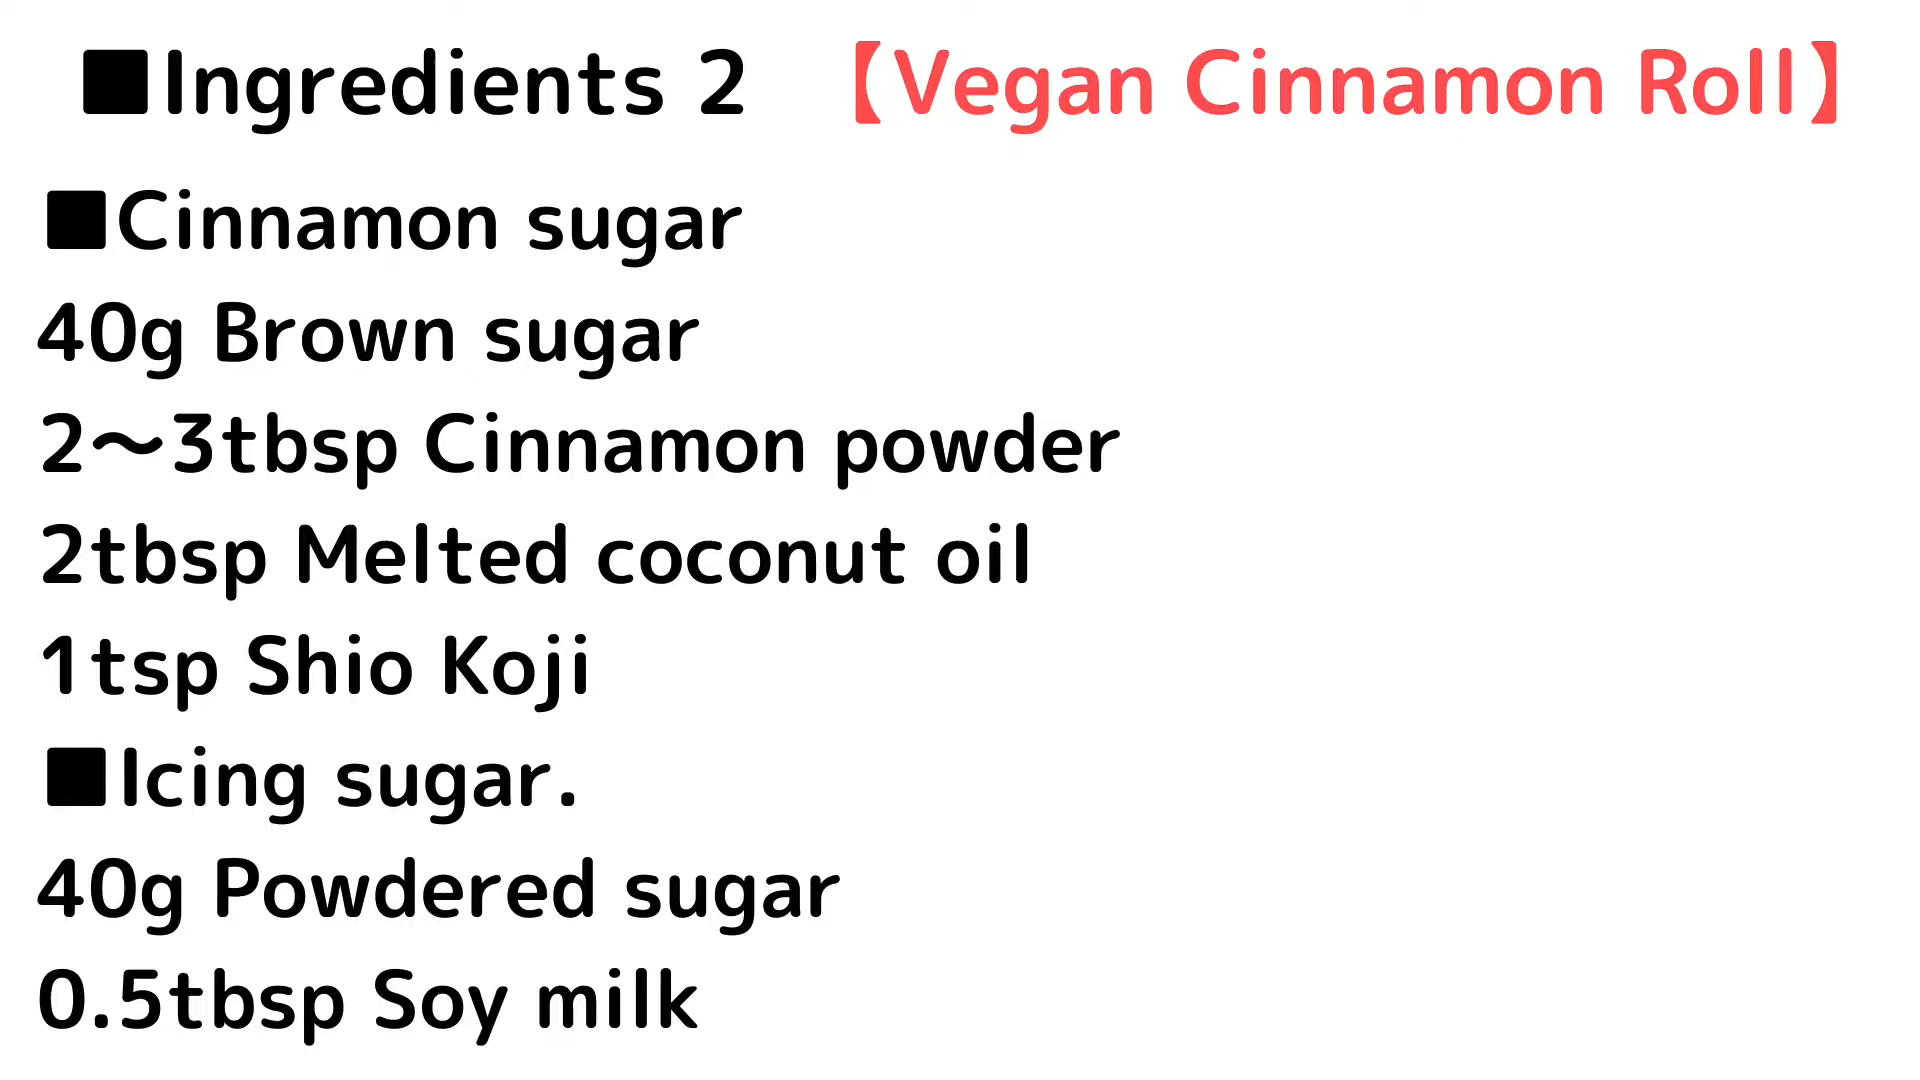 ■Ingredients 2 【Vegan Cinnamon Roll】
■Cinnamon sugar
40g Brown sugar
2〜3tbsp Cinnamon powder
2tbsp Melted coconut oil
1tsp Shio Koji
■Icing sugar.
40g Powdered sugar
0.5tbsp Soy milk